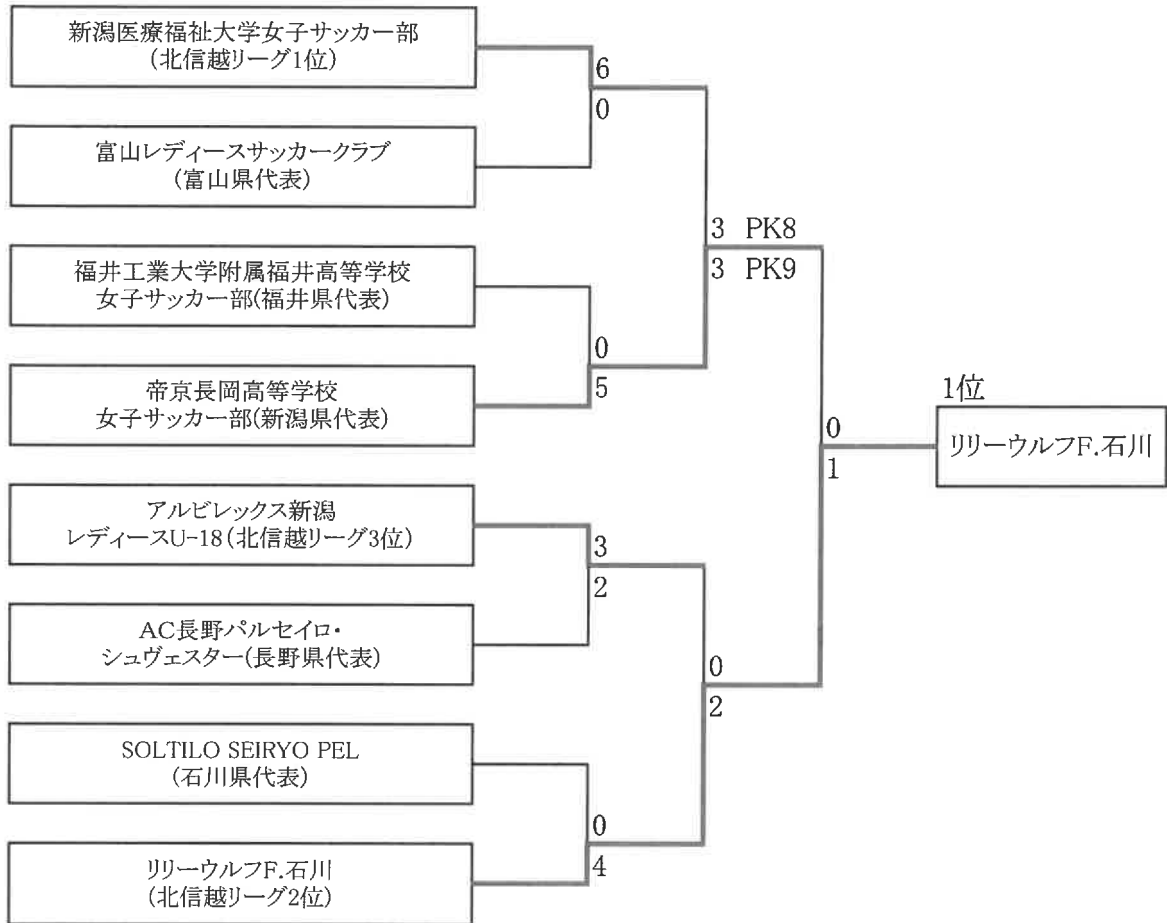 新潟医療福祉大学女子サッカー部
(北信越リーグ1位)
6
0
富山レディースサッカークラブ
(富山県代表)
3 PK8
3 PK9
福井工業大学附属福井高等学校
女子サッカー部(福井県代表)
0
5
帝京長岡高等学校
女子サッカー部(新潟県代表)
1位
リリーウルフF.石川
0
1
アルビレックス新潟
レディースU-18(北信越リーグ3位)
3
2
AC長野パルセイロ・
シュヴェスター(長野県代表)
0
2
SOLTILO SEIRYO PEL
(石川県代表)
0
4
リリーウルフF.石川
(北信越リーグ2位)